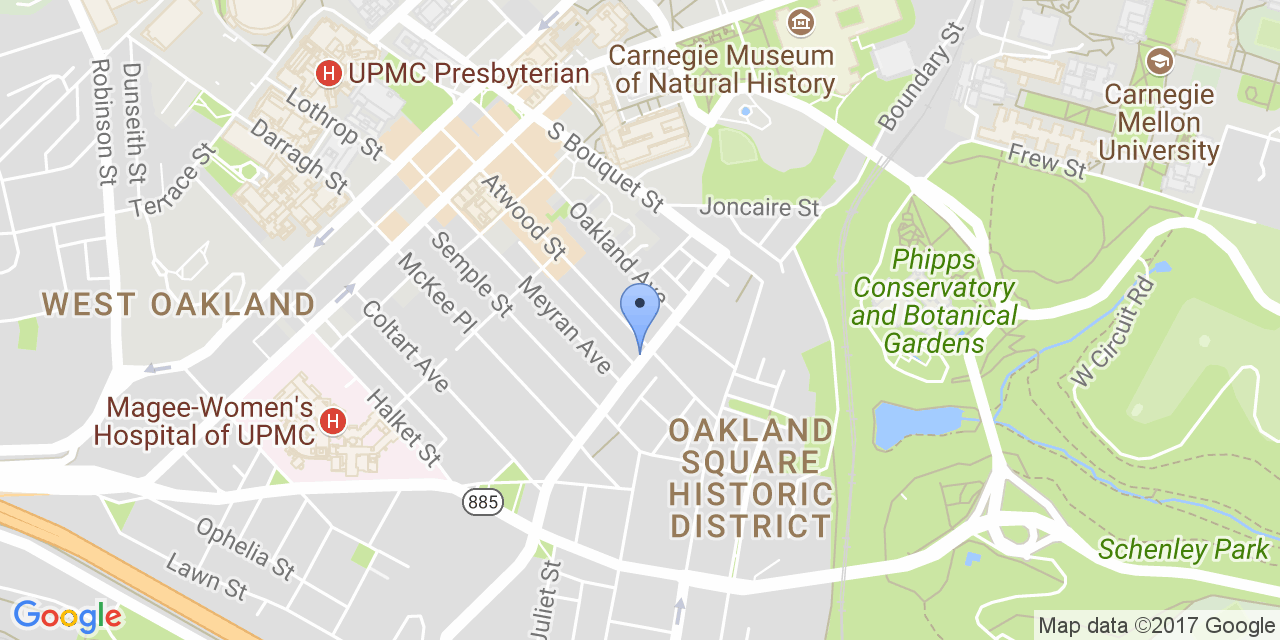 Carnegie Museum
of Natural History
UPMC Presbyterian
Boundary St
Carnegie
Mellon
University
Robinson St
Dunseith St
Lothrop St
Darragh St
Terrace St
S Bouquet St
Frew St
Joncaire St
Atwood St
Oakland Ave
Semple St
McKee Pl
Meyran Ave
Coltart Ave
WEST OAKLAND
Phipps
Conservatory
and Botanical
Gardens
W Circuit Rd
Magee-Women's
Hospital of UPMC
Halket St
OAKLAND
SQUARE
HISTORIC
DISTRICT
885
Ophelia St
Lawn St
Juliet St
Schenley Park
Google
Map data ©2017 Google
H
H